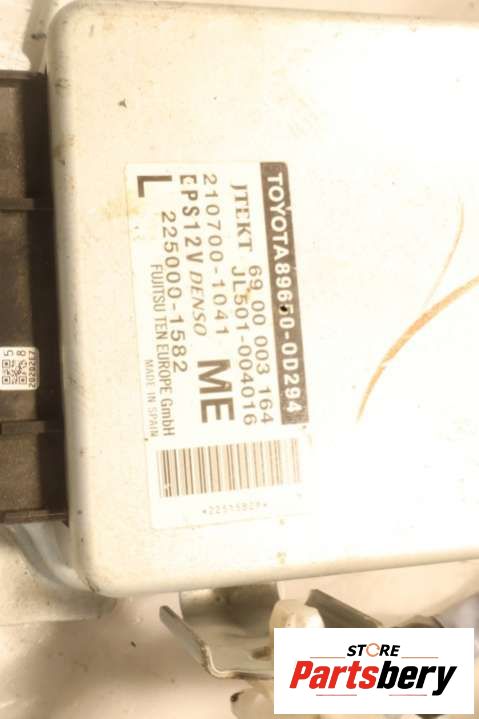 TOYOTA 89650-0D294
69 00 003 164
JTEKT JL501-004016
210700-1041 ME
EPS12V DENSO
L 225000-1582
FUJITSU TEN EUROPE GmbH
MADE IN SPAIN
STORE
Partsbery